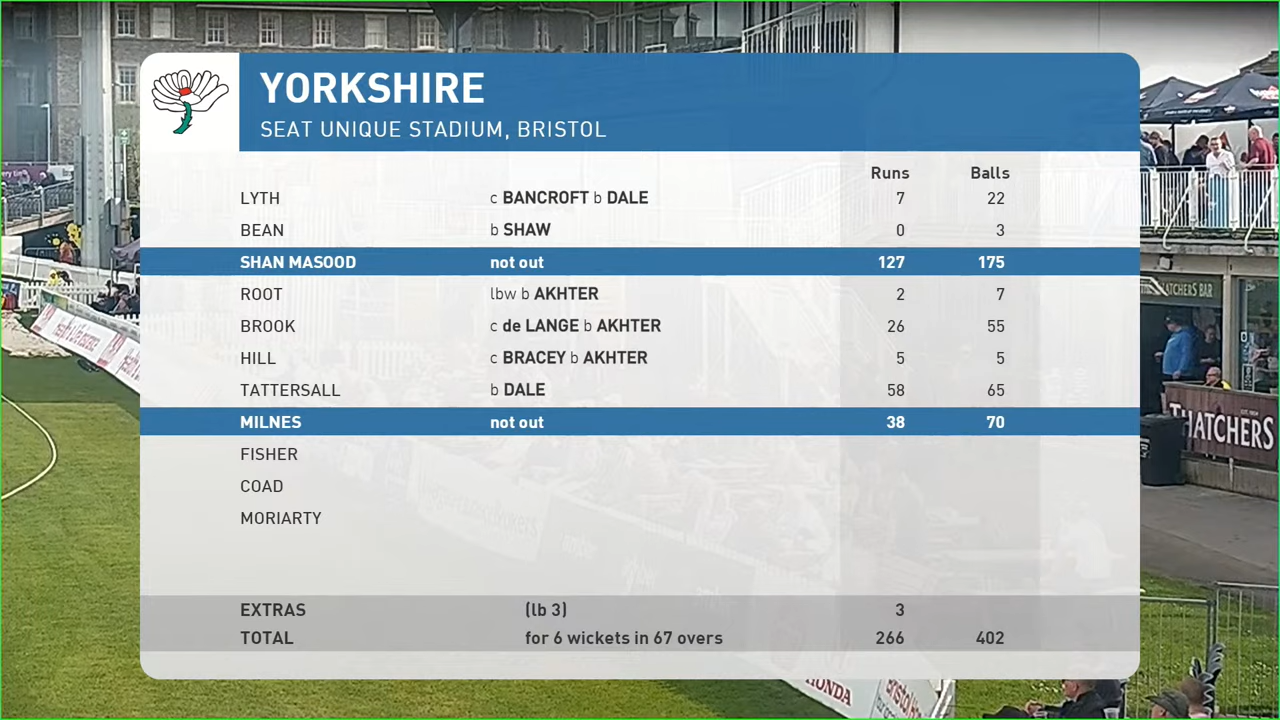 YORKSHIRE
SEAT UNIQUE STADIUM, BRISTOL
Runs Balls
LYTH c BANCROFT b DALE 7 22
BEAN b SHAW 0 3
SHAN MASOOD not out 127 175
ROOT lbw b AKHTER 2 7
BROOK c de LANGE b AKHTER 26 55
HILL c BRACEY b AKHTER 5 5
TATTERSALL b DALE 58 65
MILNES not out 38 70
FISHER
COAD
MORIARTY
EXTRAS (lb 3) 3
TOTAL for 6 wickets in 67 overs 266 402
THATCHERS BAR
THATCHERS
HONDA